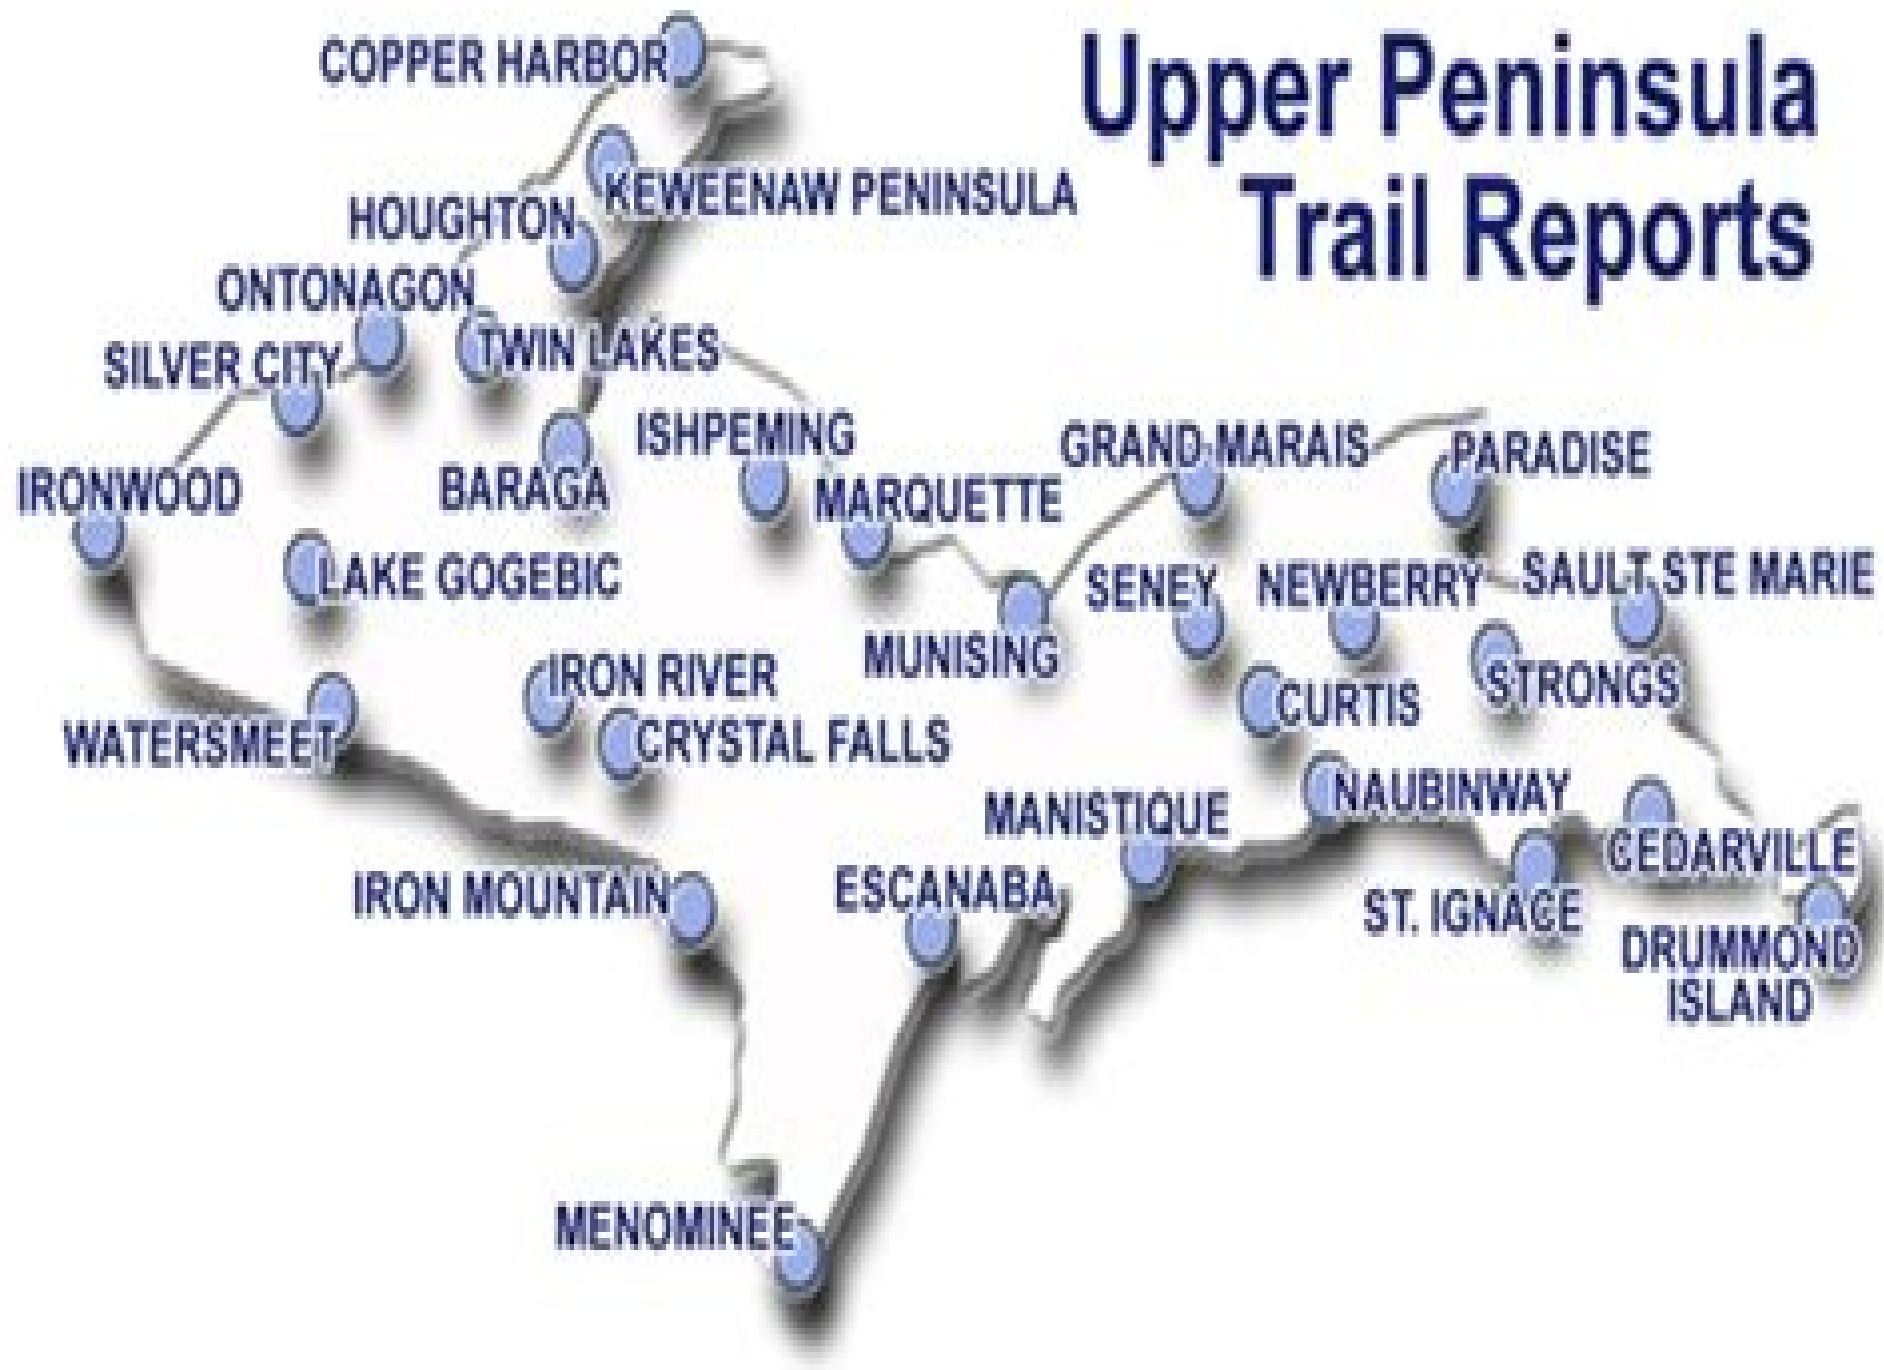 Upper Peninsula
Trail Reports
COPPER HARBOR
KEWEENAW PENINSULA
HOUGHTON
ONTONAGON
TWIN LAKES
SILVER CITY
ISHPEMING
GRAND MARAIS
PARADISE
IRONWOOD
BARAGA
MARQUETTE
LAKE GOGEBIC
SENEY
NEWBERRY
SAULT STE MARIE
MUNISING
IRON RIVER
STRONGS
CURTIS
WATERSMEET
CRYSTAL FALLS
NAUBINWAY
MANISTIQUE
CEDARVILLE
IRON MOUNTAIN
ESCANABA
ST. IGNACE
DRUMMOND
ISLAND
MENOMINEE